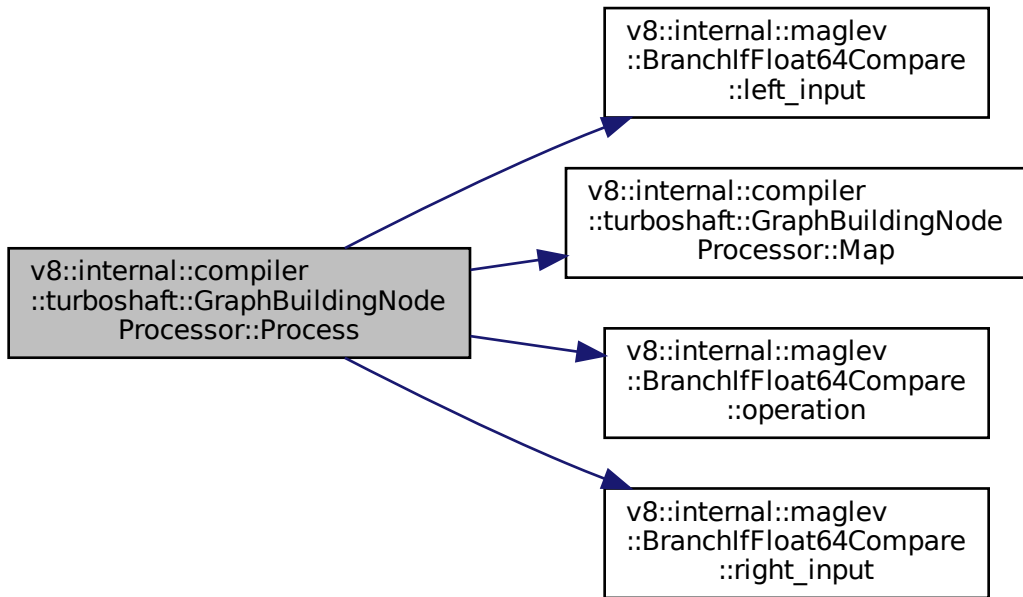 v8::internal::maglev
::BranchIfFloat64Compare
::left_input
v8::internal::compiler
::turboshaft::GraphBuildingNode
Processor::Map
v8::internal::compiler
::turboshaft::GraphBuildingNode
Processor::Process
v8::internal::maglev
::BranchIfFloat64Compare
::operation
v8::internal::maglev
::BranchIfFloat64Compare
::right_input